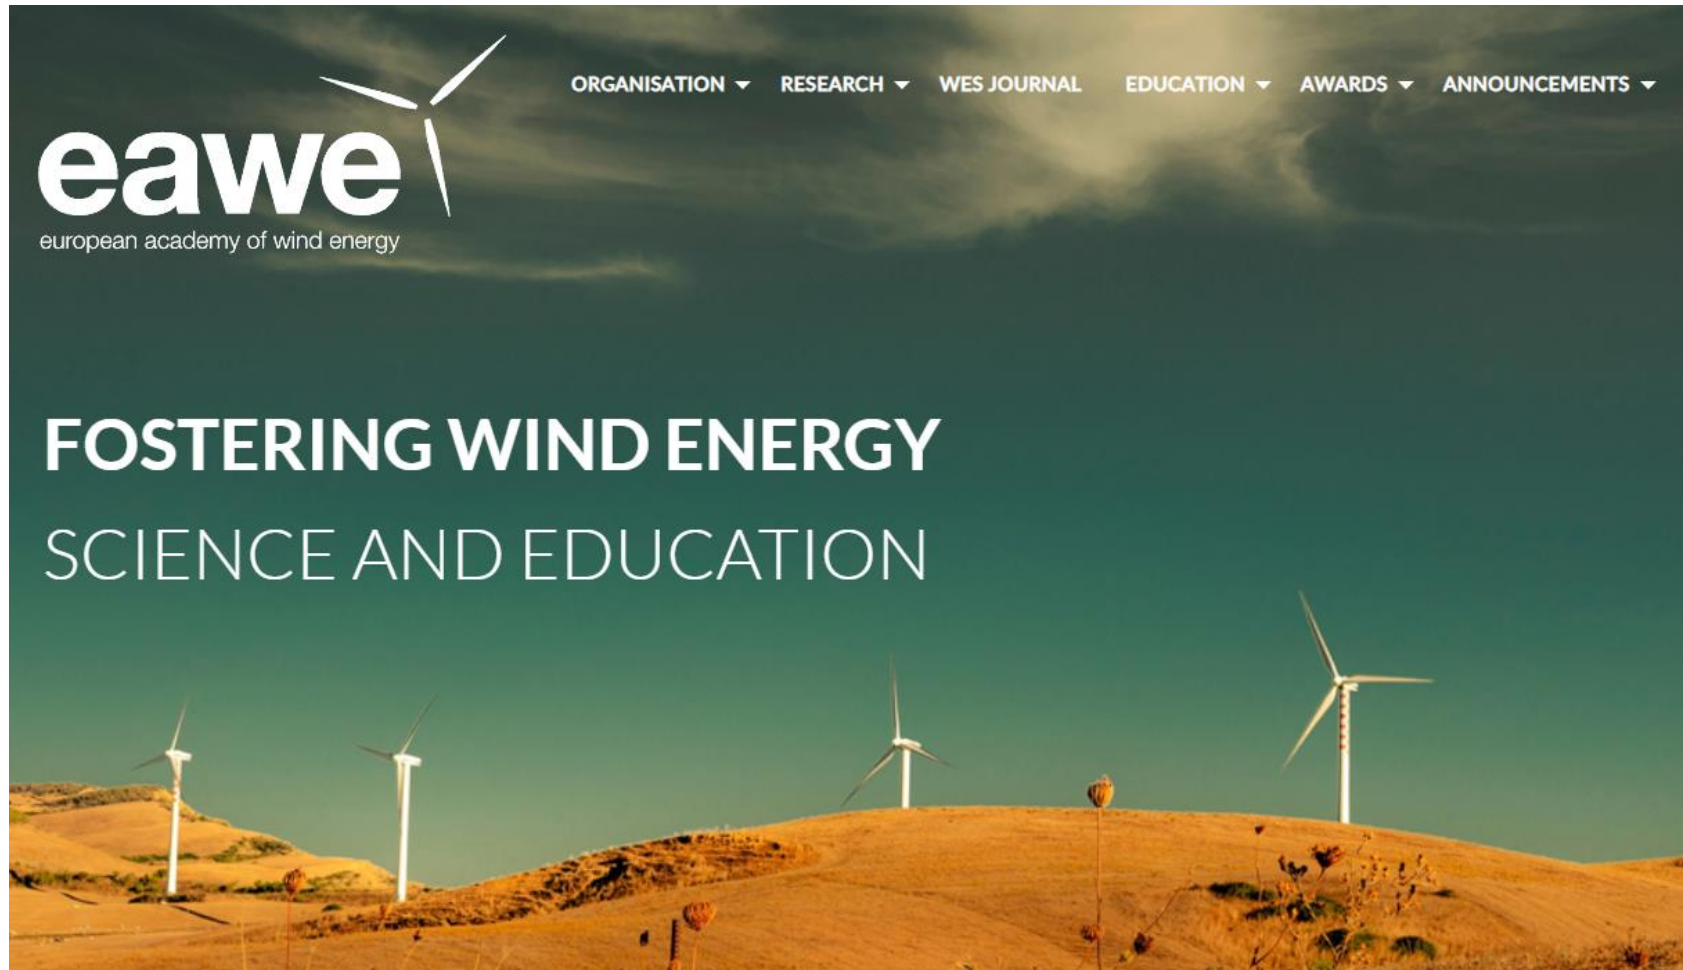 ORGANISATION RESEARCH WES JOURNAL EDUCATION AWARDS ANNOUNCEMENTS
eawe
european academy of wind energy
FOSTERING WIND ENERGY
SCIENCE AND EDUCATION